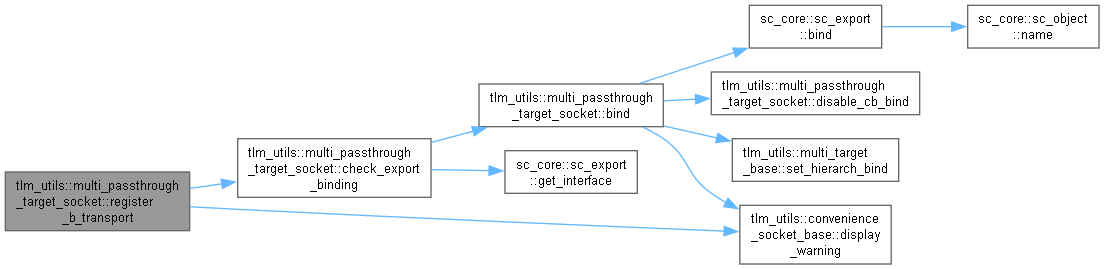 tlm_utils::multi_passthrough
_target_socket::register
_b_transport
tlm_utils::multi_passthrough
_target_socket::check_export
_binding
tlm_utils::multi_passthrough
_target_socket::bind
sc_core::sc_export
::get_interface
sc_core::sc_export
::bind
tlm_utils::multi_passthrough
_target_socket::disable_cb_bind
tlm_utils::multi_target
_base::set_hierarch_bind
tlm_utils::convenience
_socket_base::display
_warning
sc_core::sc_object
::name